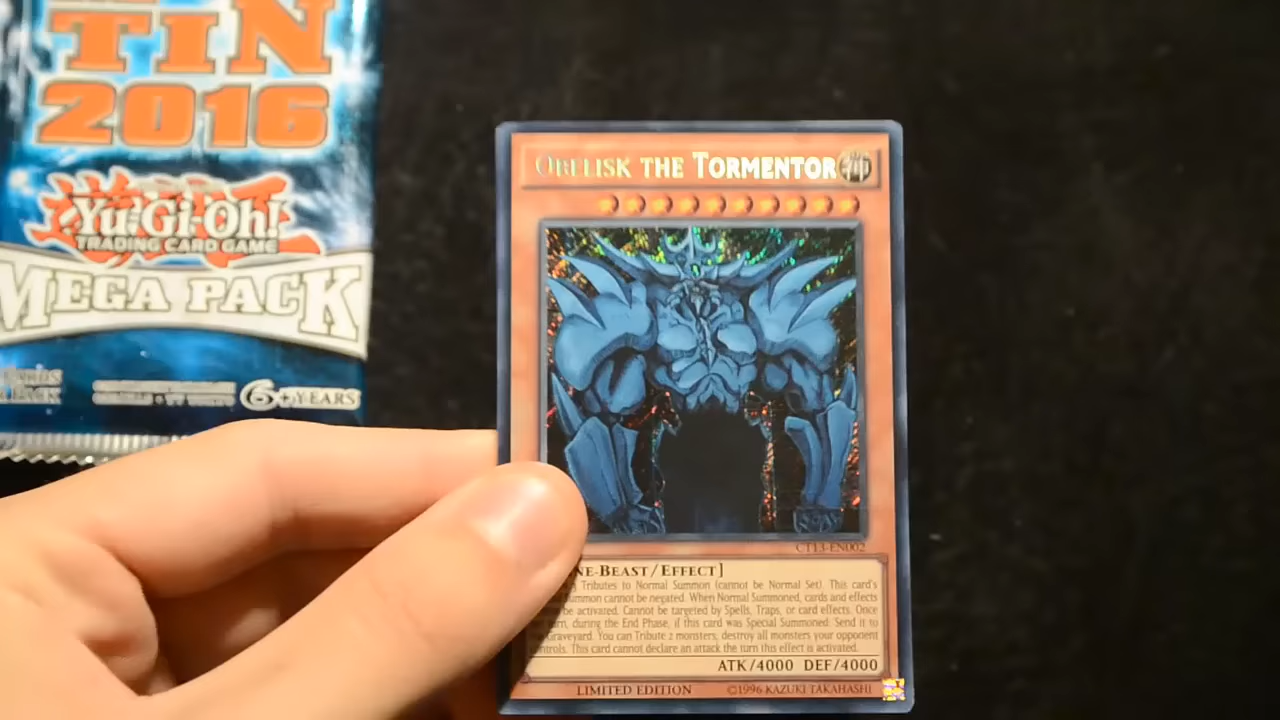 TIN
2016
Yu-Gi-Oh!
TRADING CARD GAME
MEGA PACK
6+ YEARS
OBELISK THE TORMENTOR
CT13-EN002
NE-BEAST/EFFECT]
Tributes to Normal Summon (cannot be Normal Set). This card's
ummon cannot be negated. When Normal Summoned, cards and effects
be activated. Cannot be targeted by Spells, Traps, or card effects. Once
rn, during the End Phase, if this card was Special Summoned: Send it to
Graveyard. You can Tribute 2 monsters; destroy all monsters your opponent
ntrols. This card cannot declare an attack the turn this effect is activated.
ATK/4000 DEF/4000
LIMITED EDITION ©1996 KAZUKI TAKAHASHI